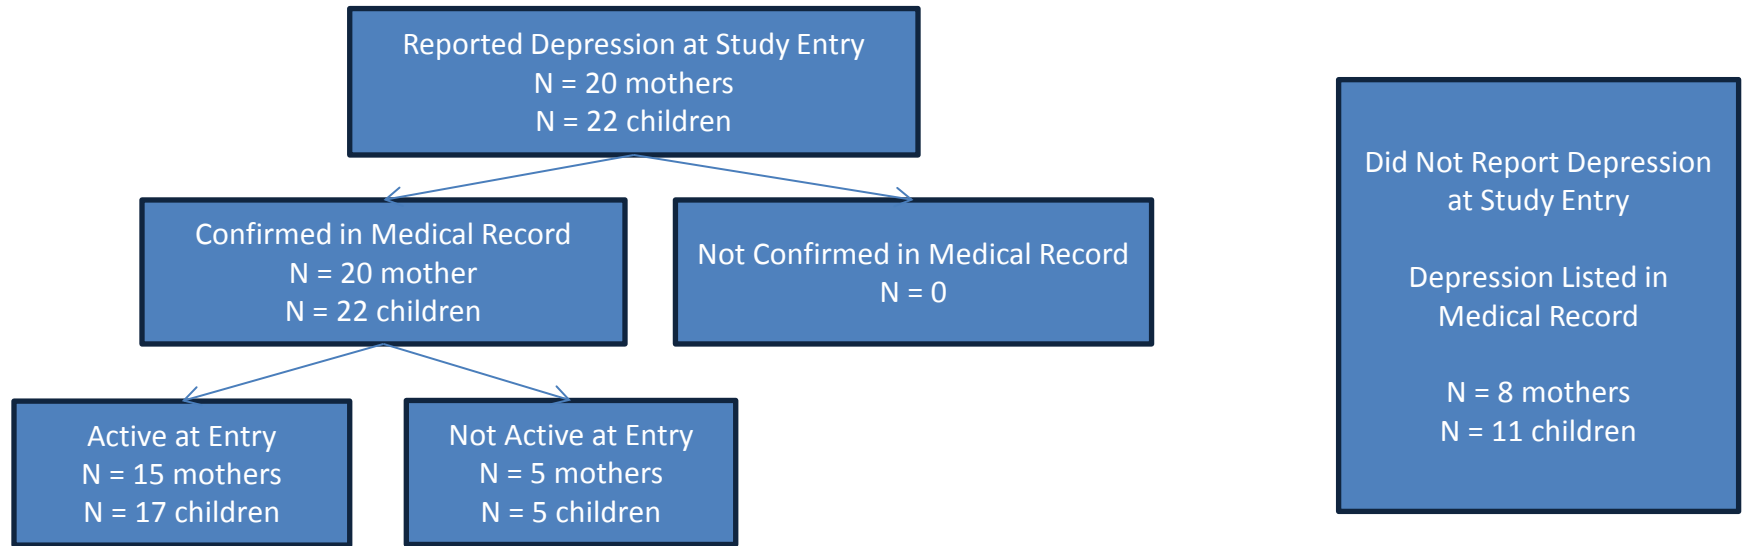 Reported Depression at Study Entry
N = 20 mothers
N = 22 children
Confirmed in Medical Record
N = 20 mother
N = 22 children
Not Confirmed in Medical Record
N = 0
Active at Entry
N = 15 mothers
N = 17 children
Not Active at Entry
N = 5 mothers
N = 5 children
Did Not Report Depression
at Study Entry
Depression Listed in
Medical Record
N = 8 mothers
N = 11 children